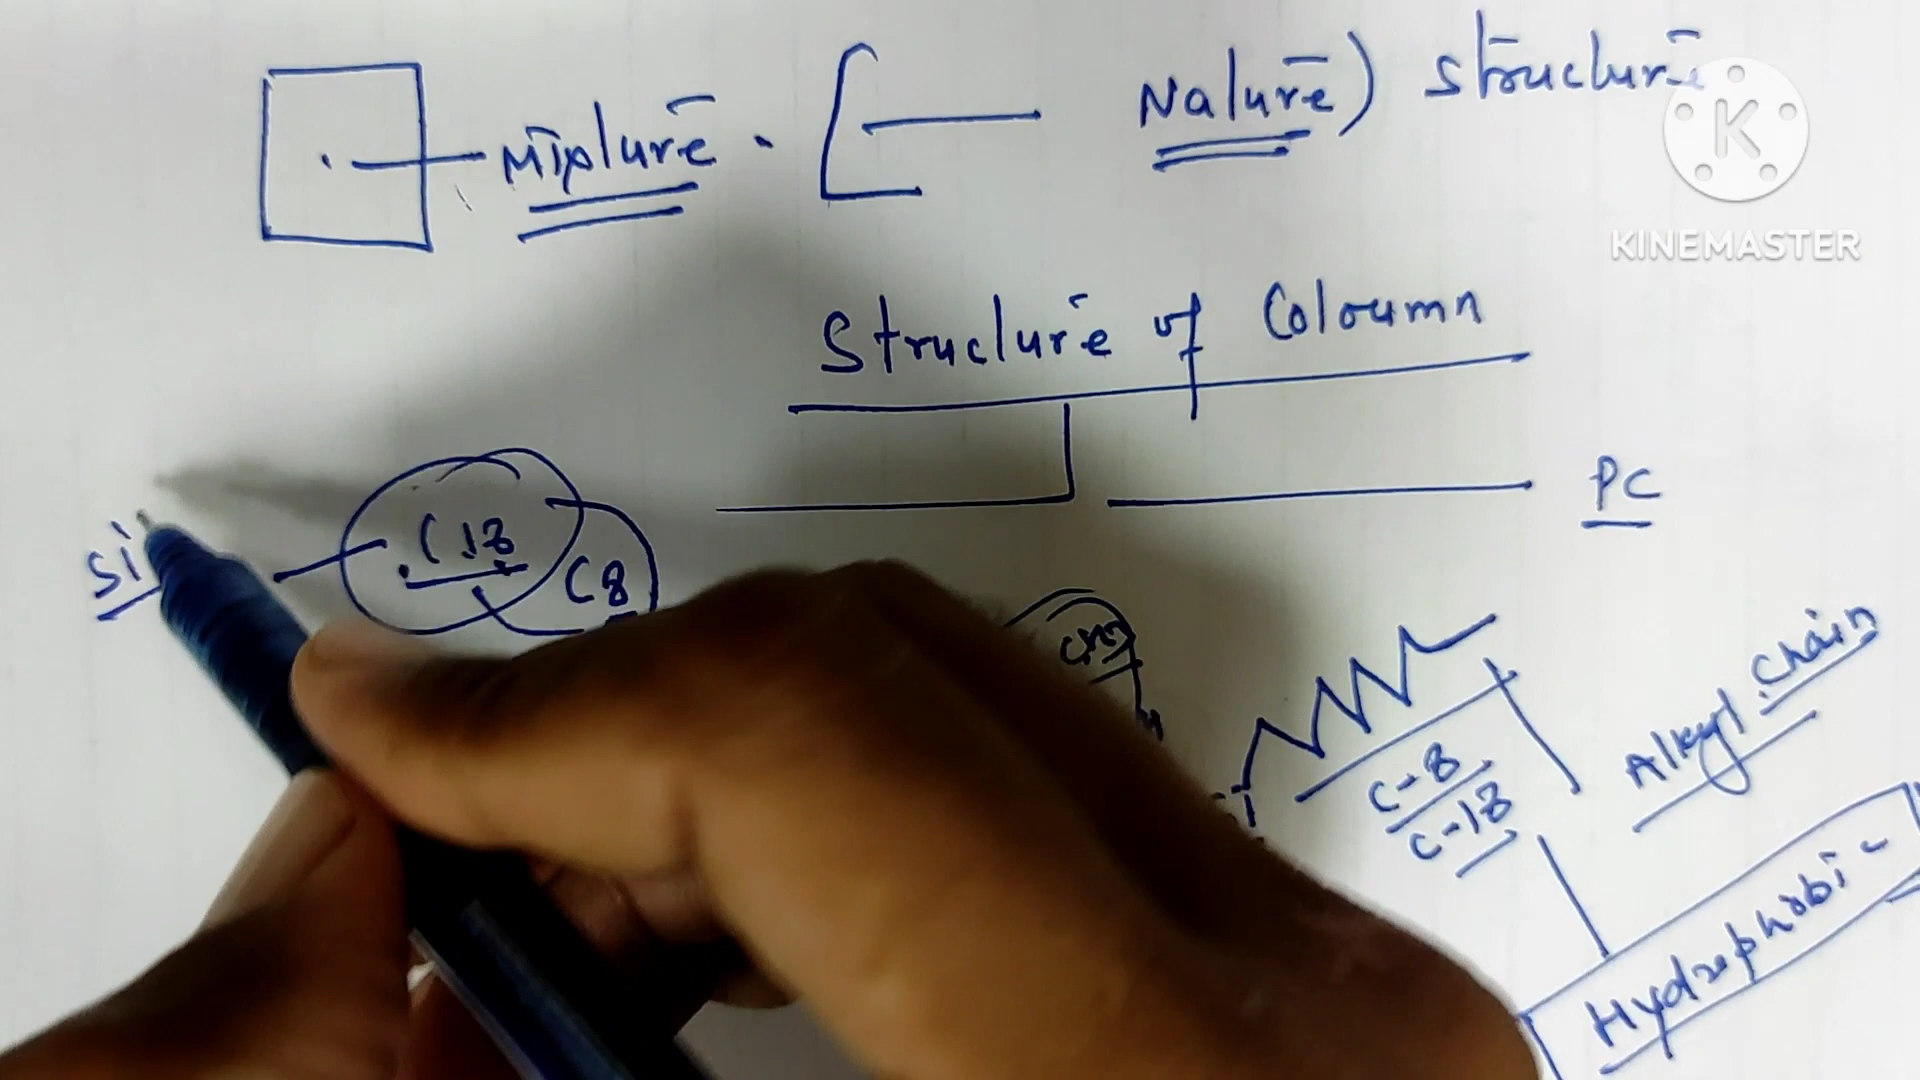 Mixture . Nature) structure
K
KINEMASTER
Structure of Coloumn
PC
Si C18 C8
Alkyl Chain
C-8
C-18
Hydrophobic